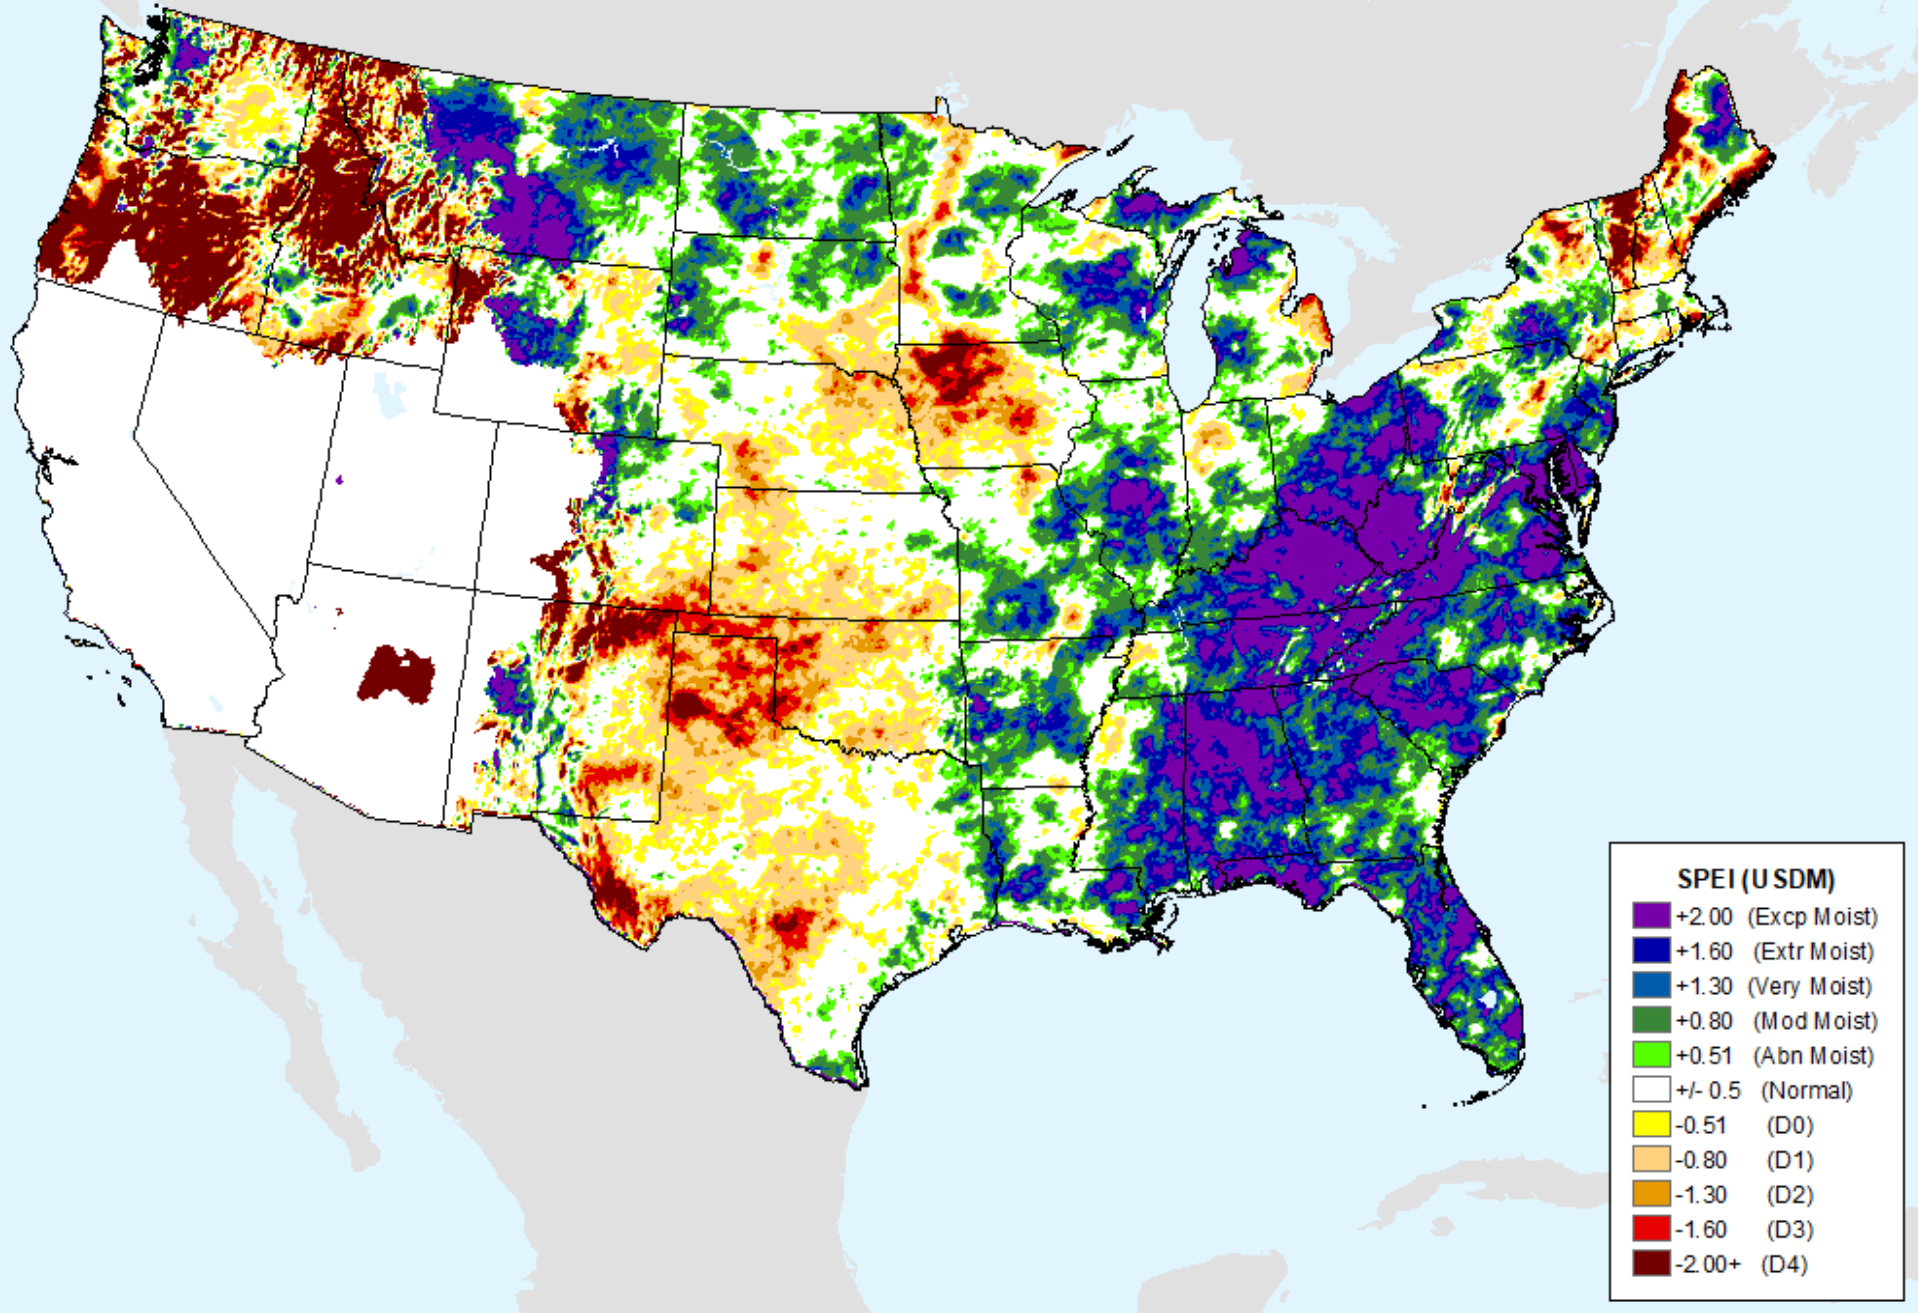 SPEI (USDM)
+2.00 (Excp Moist)
+1.60 (Extr Moist)
+1.30 (Very Moist)
+0.80 (Mod Moist)
+0.51 (Abn Moist)
+/- 0.5 (Normal)
-0.51 (D0)
-0.80 (D1)
-1.30 (D2)
-1.60 (D3)
-2.00+ (D4)